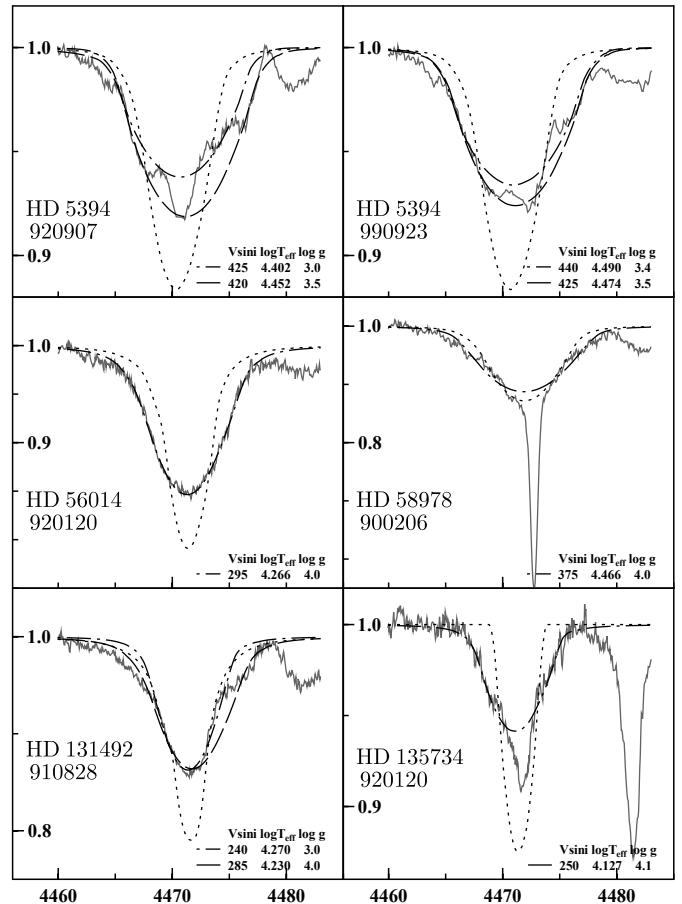 1.0
0.9
HD 5394
920907
Vsini logTeff log g
425 4.402 3.0
420 4.452 3.5
1.0
0.9
HD 5394
990923
Vsini logTeff log g
440 4.490 3.4
425 4.474 3.5
1.0
0.9
HD 56014
920120
Vsini logTeff log g
295 4.266 4.0
1.0
0.8
HD 58978
900206
Vsini logTeff log g
375 4.466 4.0
1.0
0.8
HD 131492
910828
Vsini logTeff log g
240 4.270 3.0
285 4.230 4.0
4460 4470 4480
1.0
0.9
HD 135734
920120
Vsini logTeff log g
250 4.127 4.1
4460 4470 4480